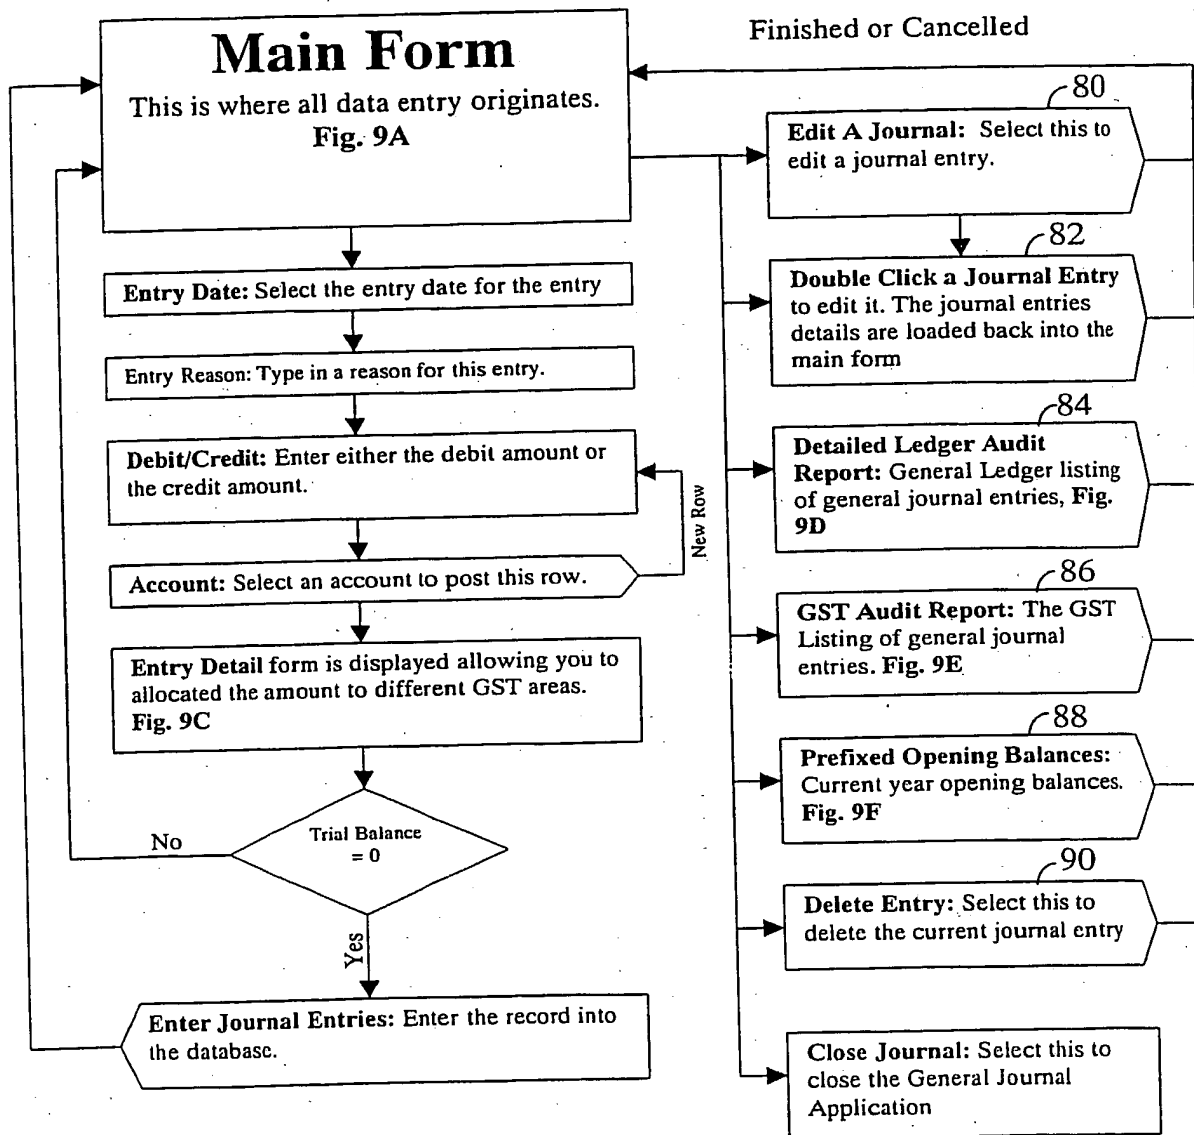 Main Form
This is where all data entry originates.
Fig. 9A
Entry Date: Select the entry date for the entry
Entry Reason: Type in a reason for this entry.
Debit/Credit: Enter either the debit amount or
the credit amount.
New Row
Account: Select an account to post this row.
Entry Detail form is displayed allowing you to
allocated the amount to different GST areas.
Fig. 9C
Trial Balance
= 0
No
Yes
Enter Journal Entries: Enter the record into
the database.
Finished or Cancelled
80
Edit A Journal: Select this to
edit a journal entry.
82
Double Click a Journal Entry
to edit it. The journal entries
details are loaded back into the
main form
84
Detailed Ledger Audit
Report: General Ledger listing
of general journal entries, Fig.
9D
86
GST Audit Report: The GST
Listing of general journal
entries. Fig. 9E
88
Prefixed Opening Balances:
Current year opening balances.
Fig. 9F
90
Delete Entry: Select this to
delete the current journal entry
Close Journal: Select this to
close the General Journal
Application